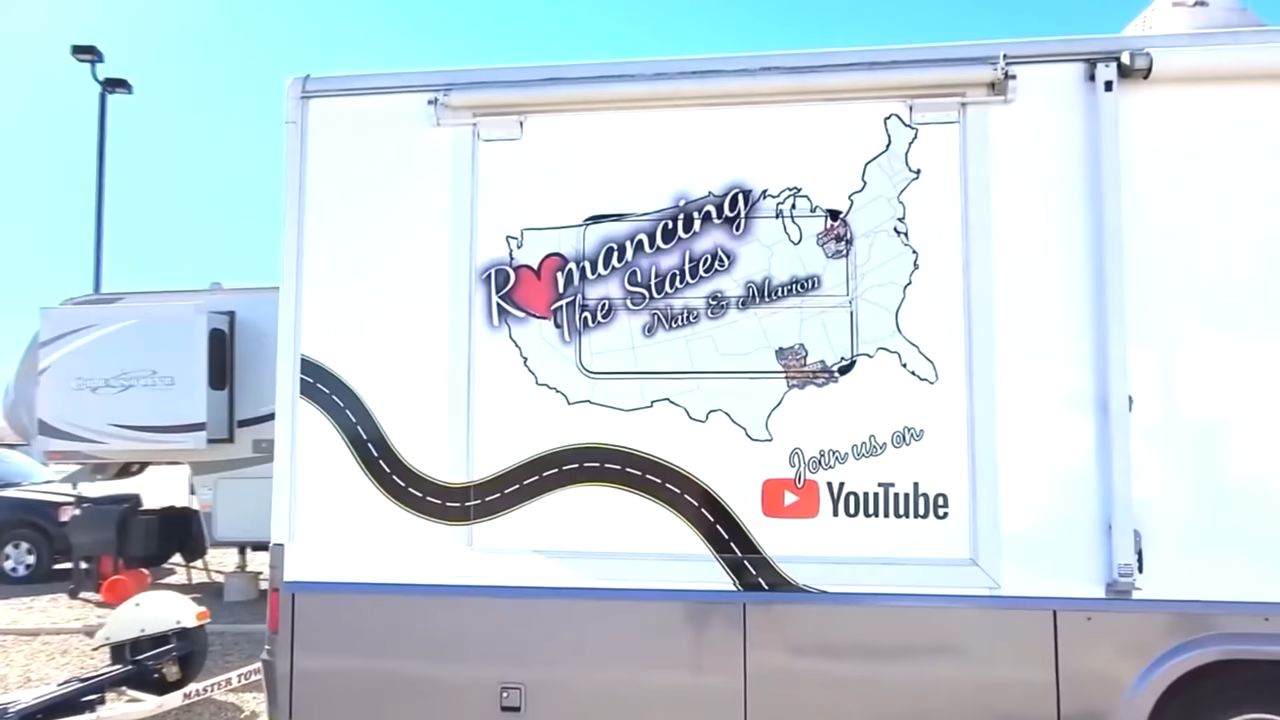 Romancing
The States
Nate & Marion
Join us on
YouTube
MASTER TOW